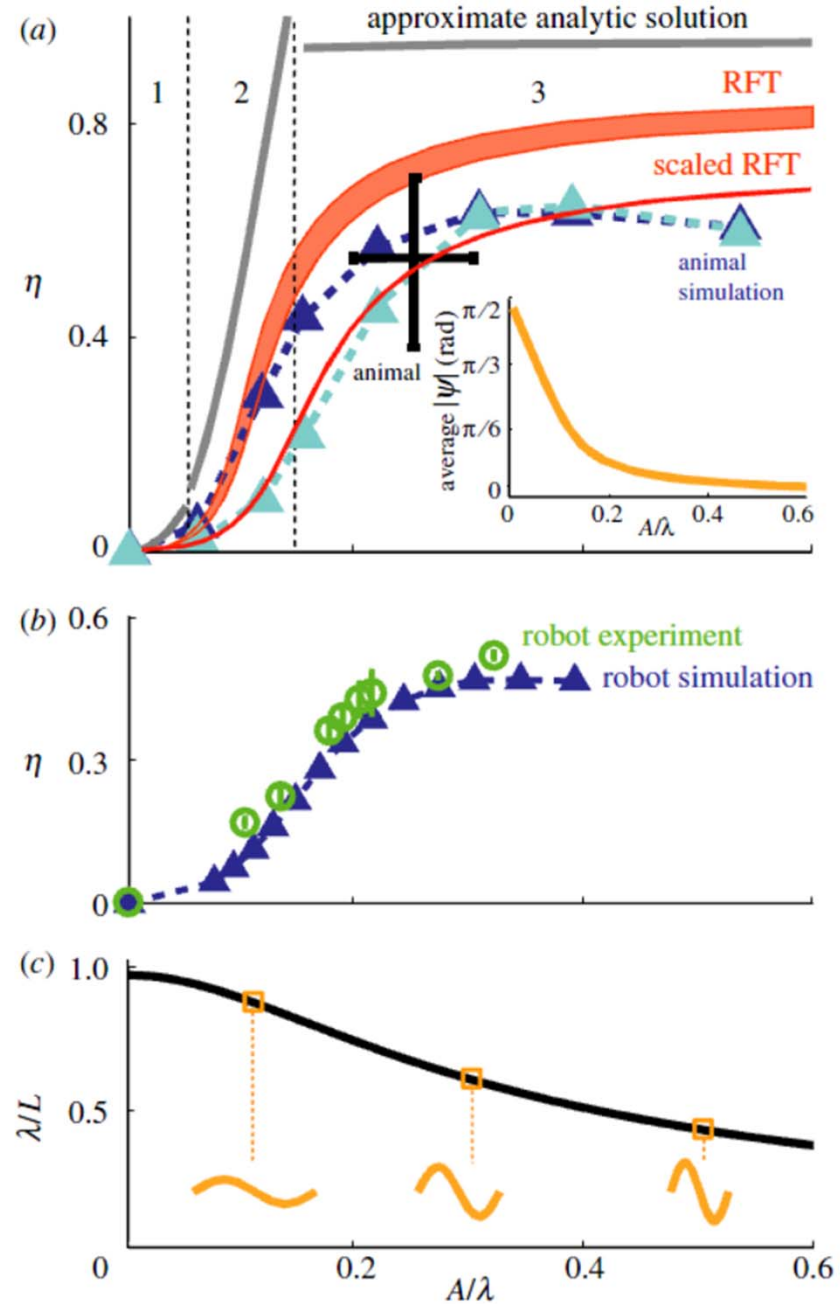 (a)
approximate analytic solution
1
2
3
RFT
0.8
scaled RFT
η
animal
simulation
0.4
animal
average |ψ| (rad)
π/2
π/3
π/6
0
0
0.2
0.4
0.6
A/λ
0
(b)
0.6
robot experiment
robot simulation
η
0.3
0
(c)
1.0
λ/L
0.5
0
0.2
0.4
0.6
A/λ